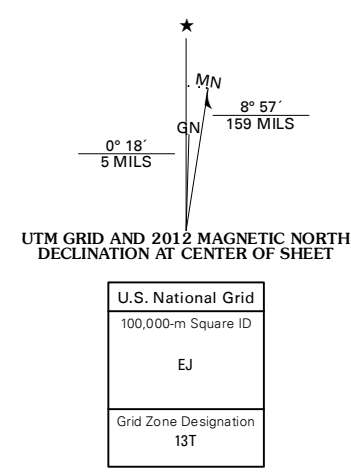 ★
MN
GN
8° 57´
159 MILS
0° 18´
5 MILS
UTM GRID AND 2012 MAGNETIC NORTH
DECLINATION AT CENTER OF SHEET
U.S. National Grid
100,000-m Square ID
EJ
Grid Zone Designation
13T